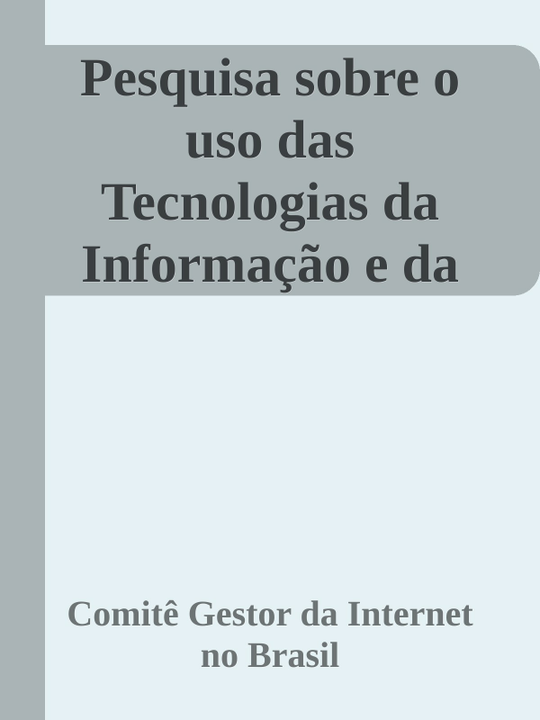 Pesquisa sobre o
uso das
Tecnologias da
Informação e da
Comitê Gestor da Internet
no Brasil